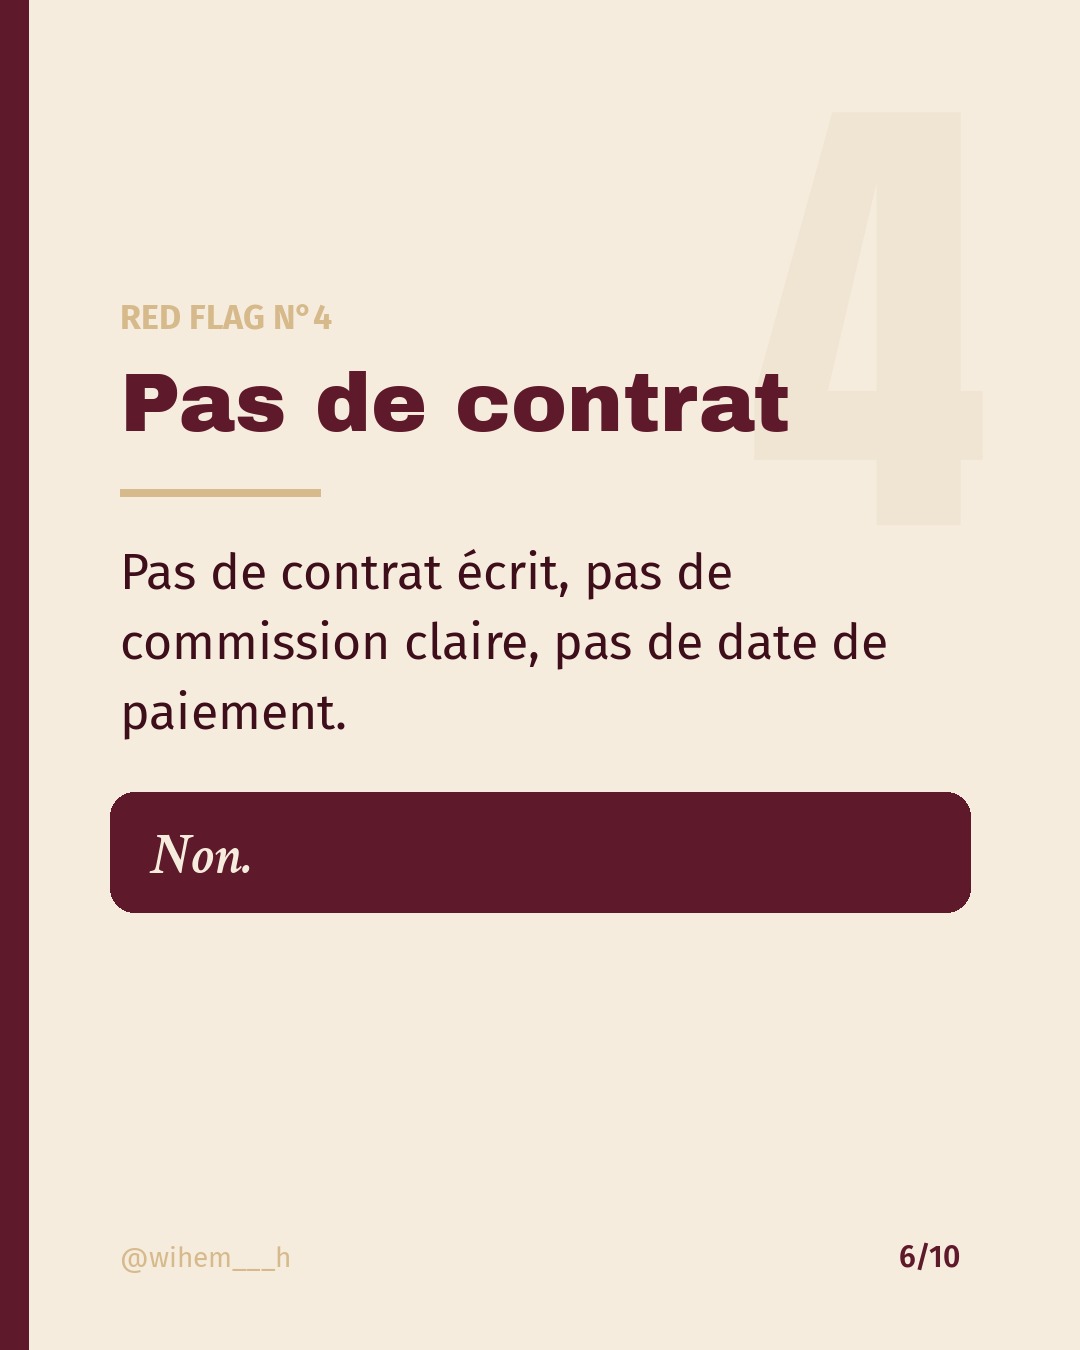 4
RED FLAG N°4
Pas de contrat
Pas de contrat écrit, pas de
commission claire, pas de date de
paiement.
Non.
@wihem___h
6/10